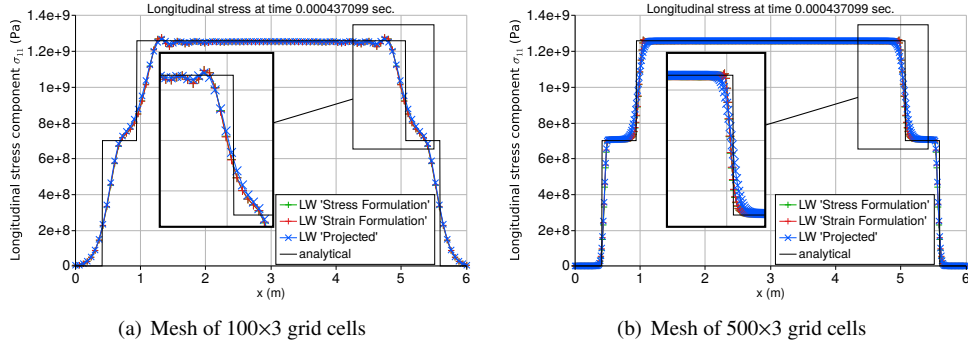 Longitudinal stress at time 0.000437099 sec.
Longitudinal stress component σ₁₁ (Pa)
1.4e+9
1.2e+9
1e+9
8e+8
6e+8
4e+8
2e+8
0
LW 'Stress Formulation'
LW 'Strain Formulation'
LW 'Projected'
analytical
0 1 2 3 4 5 6
x (m)
(a) Mesh of 100×3 grid cells
Longitudinal stress at time 0.000437099 sec.
Longitudinal stress component σ₁₁ (Pa)
1.4e+9
1.2e+9
1e+9
8e+8
6e+8
4e+8
2e+8
0
LW 'Stress Formulation'
LW 'Strain Formulation'
LW 'Projected'
analytical
0 1 2 3 4 5 6
x (m)
(b) Mesh of 500×3 grid cells